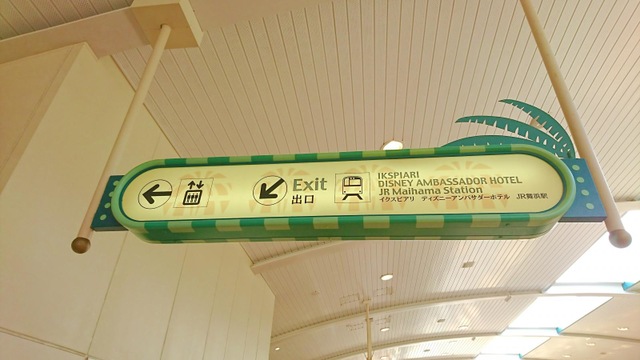 Exit
出口
IKSPIARI
DISNEY AMBASSADOR HOTEL
JR Maihama Station
イクスピアリ ディズニーアンバサダーホテル JR舞浜駅